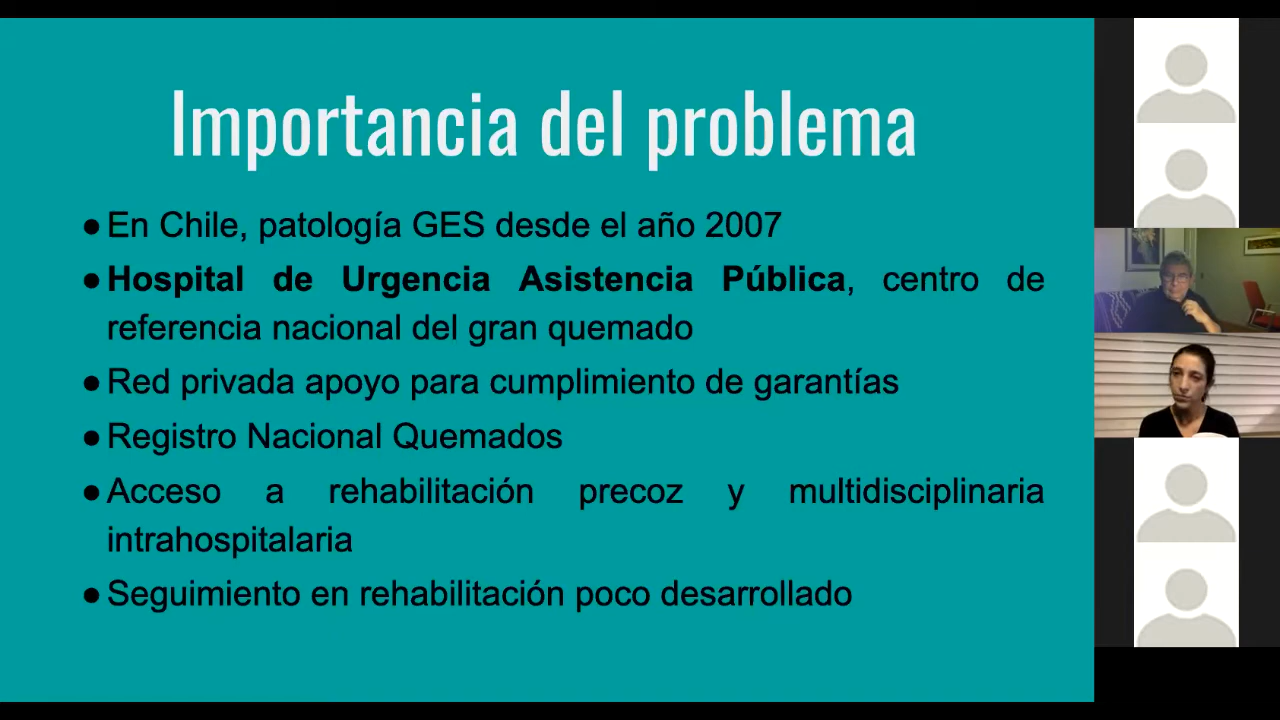 Importancia del problema
●En Chile, patología GES desde el año 2007
●Hospital de Urgencia Asistencia Pública, centro de
referencia nacional del gran quemado
●Red privada apoyo para cumplimiento de garantías
●Registro Nacional Quemados
●Acceso a rehabilitación precoz y multidisciplinaria
intrahospitalaria
●Seguimiento en rehabilitación poco desarrollado